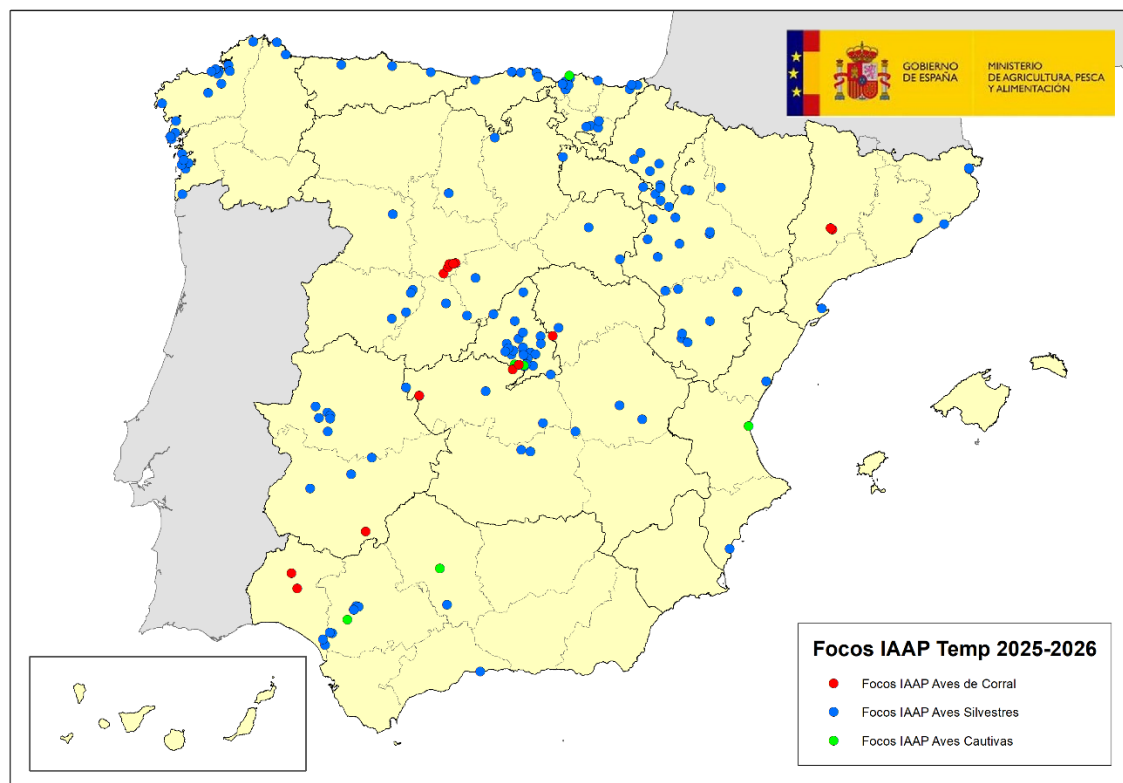 GOBIERNO
DE ESPAÑA
MINISTERIO
DE AGRICULTURA, PESCA
Y ALIMENTACIÓN
Focos IAAP Temp 2025-2026
Focos IAAP Aves de Corral
Focos IAAP Aves Silvestres
Focos IAAP Aves Cautivas